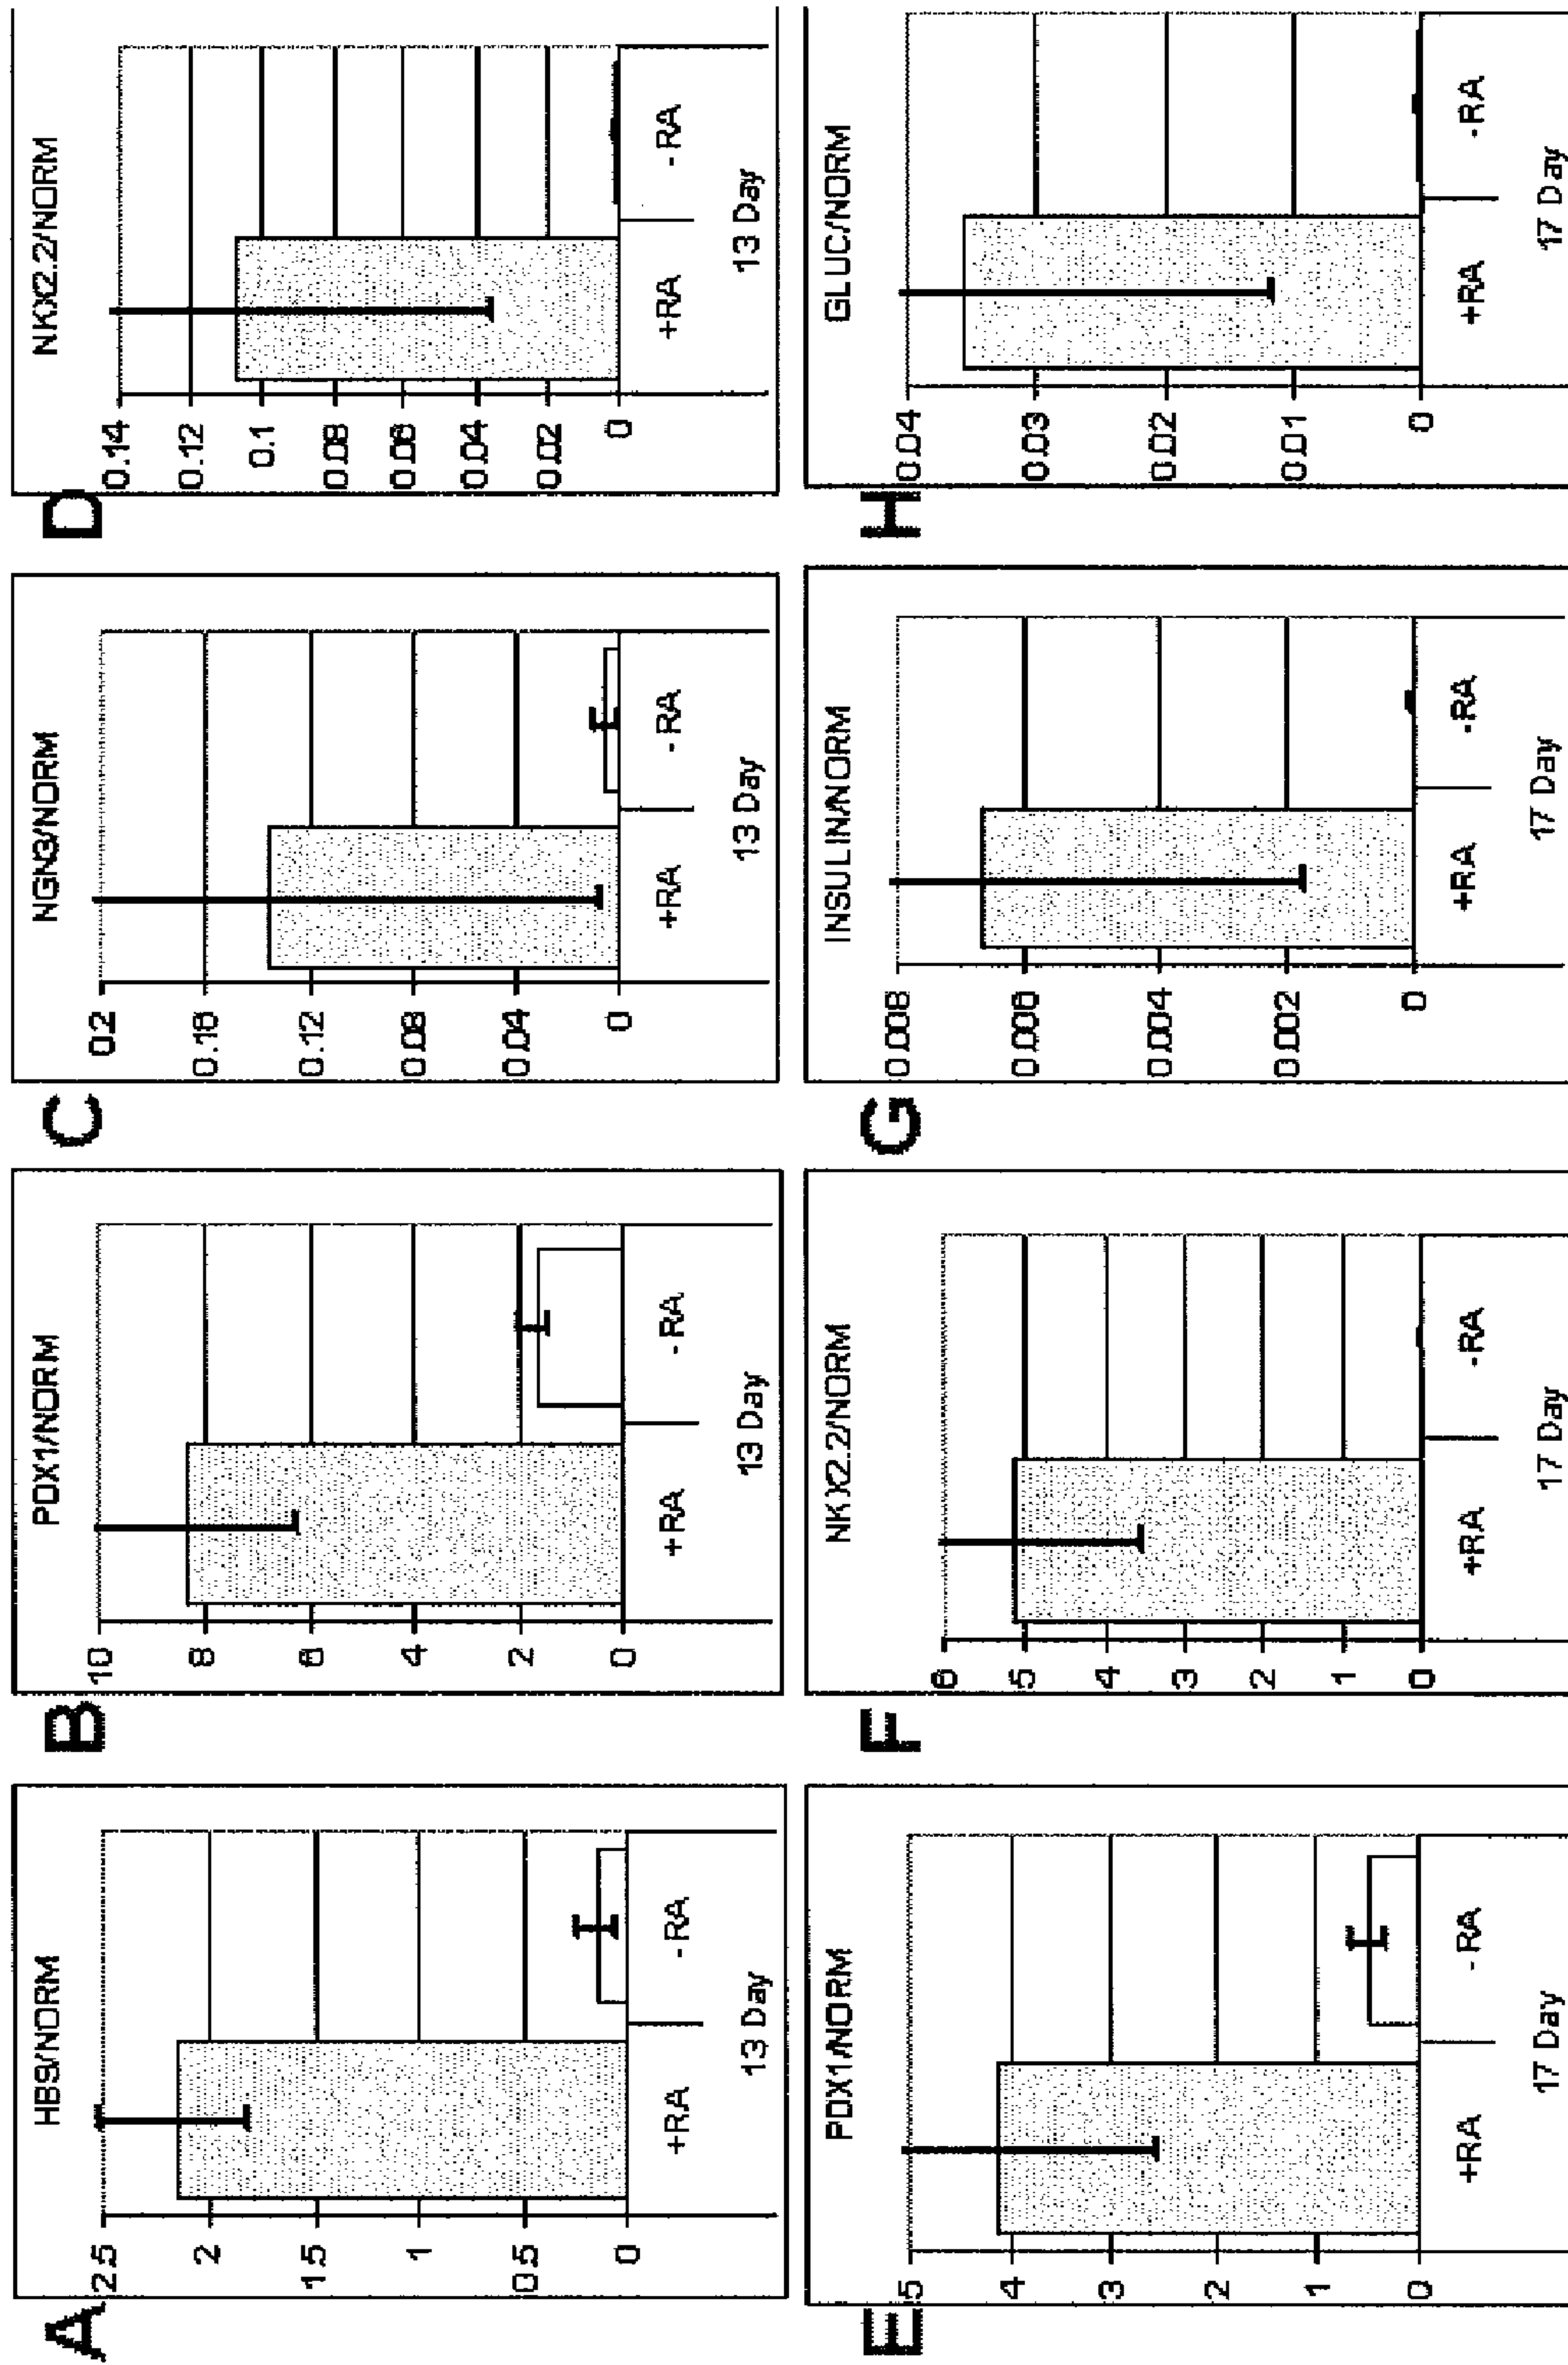 A
HB9/NORM
2.5
2
1.5
1
0.5
0
+RA
-RA
13 Day
B
PDX1/NORM
10
8
6
4
2
0
+RA
-RA
13 Day
C
NGN3/NORM
0.2
0.16
0.12
0.08
0.04
0
+RA
-RA
13 Day
D
NKX2.2/NORM
0.14
0.12
0.1
0.08
0.06
0.04
0.02
0
+RA
-RA
13 Day
E
PDX1/NORM
5
4
3
2
1
0
+RA
-RA
17 Day
F
NKX2.2/NORM
6
5
4
3
2
1
0
+RA
-RA
17 Day
G
INSULIN/NORM
0.008
0.006
0.004
0.002
0
+RA
-RA
17 Day
H
GLUC/NORM
0.04
0.03
0.02
0.01
0
+RA
-RA
17 Day